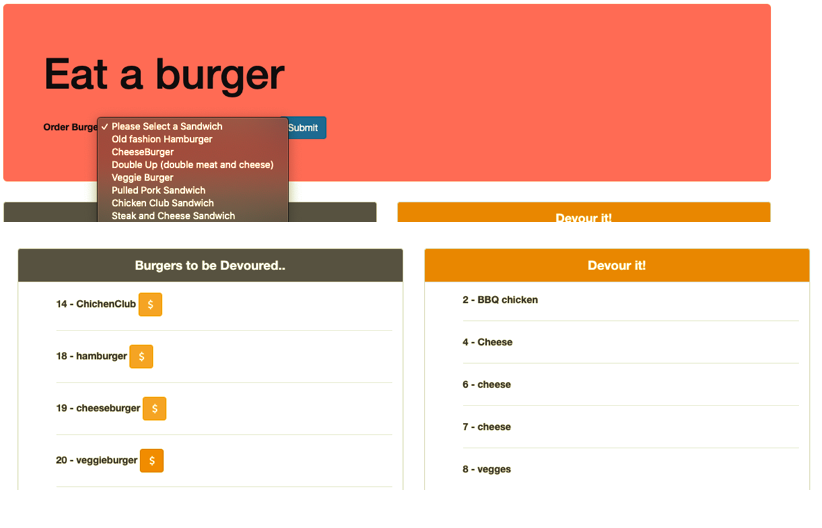 Eat a burger
Order Burge
✓ Please Select a Sandwich
Submit
Old fashion Hamburger
CheeseBurger
Double Up (double meat and cheese)
Veggie Burger
Pulled Pork Sandwich
Chicken Club Sandwich
Steak and Cheese Sandwich
Devour it!
Burgers to be Devoured..
14 - ChichenClub $
18 - hamburger $
19 - cheeseburger $
20 - veggieburger $
Devour it!
2 - BBQ chicken
4 - Cheese
6 - cheese
7 - cheese
8 - vegges